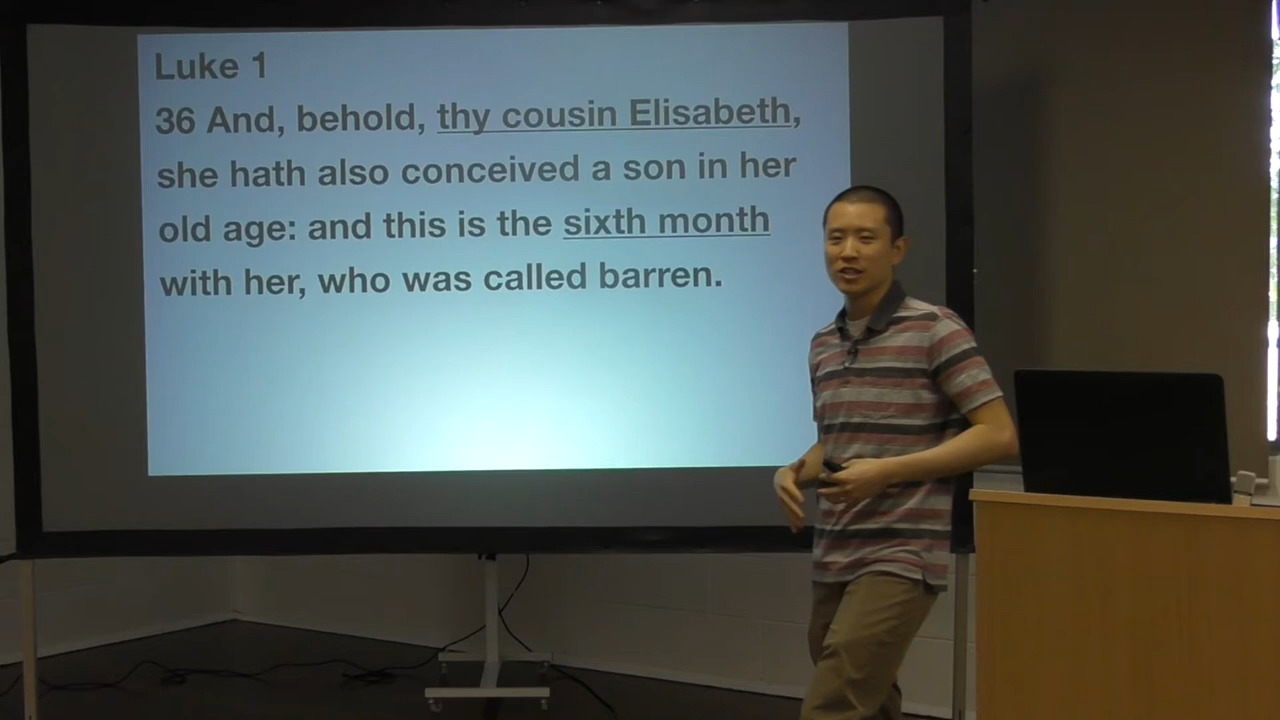 Luke 1
36 And, behold, thy cousin Elisabeth,
she hath also conceived a son in her
old age: and this is the sixth month
with her, who was called barren.